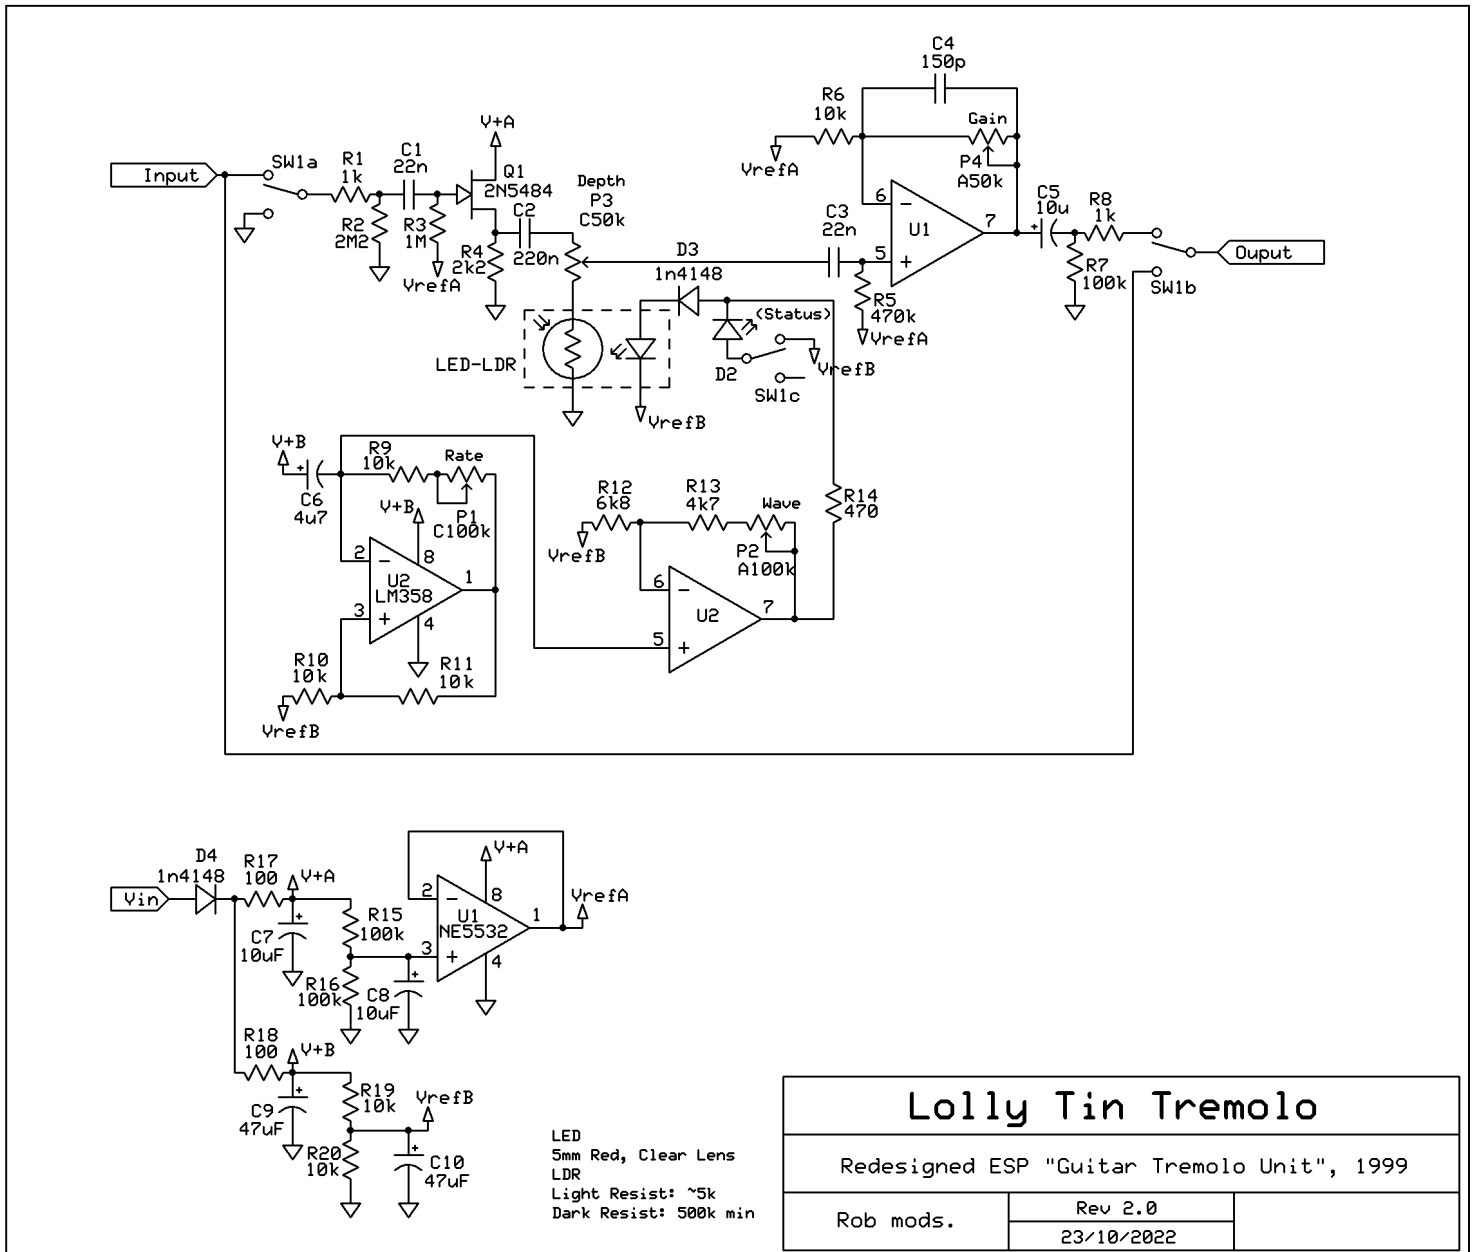 C4
150p
R6
10k
Gain
VrefA
P4
A50k
V+A
Input
SW1a
R1
1k
C1
22n
Q1
2N5484
R2
2M2
R3
1M
VrefA
R4
2k2
C2
220n
Depth
P3
C50k
D3
1n4148
C3
22n
6
5
U1
7
C5
10u
R8
1k
R7
100k
SW1b
Ouput
R5
470k
VrefA
(Status)
D2
VrefB
SW1c
LED-LDR
VrefB
V+B
C6
4u7
R9
10k
Rate
P1
C100k
V+B
2
8
U2
LM358
1
3
4
R10
10k
R11
10k
VrefB
R12
6k8
R13
4k7
Wave
VrefB
P2
A100k
R14
470
6
U2
7
5
D4
1n4148
Vin
R17
100
V+A
C7
10uF
R15
100k
R16
100k
C8
10uF
V+A
2
8
U1
NE5532
1
3
4
VrefA
R18
100
V+B
C9
47uF
R19
10k
VrefB
R20
10k
C10
47uF
LED
5mm Red, Clear Lens
LDR
Light Resist: ~5k
Dark Resist: 500k min
Lolly Tin Tremolo
Redesigned ESP "Guitar Tremolo Unit", 1999
Rob mods.
Rev 2.0
23/10/2022